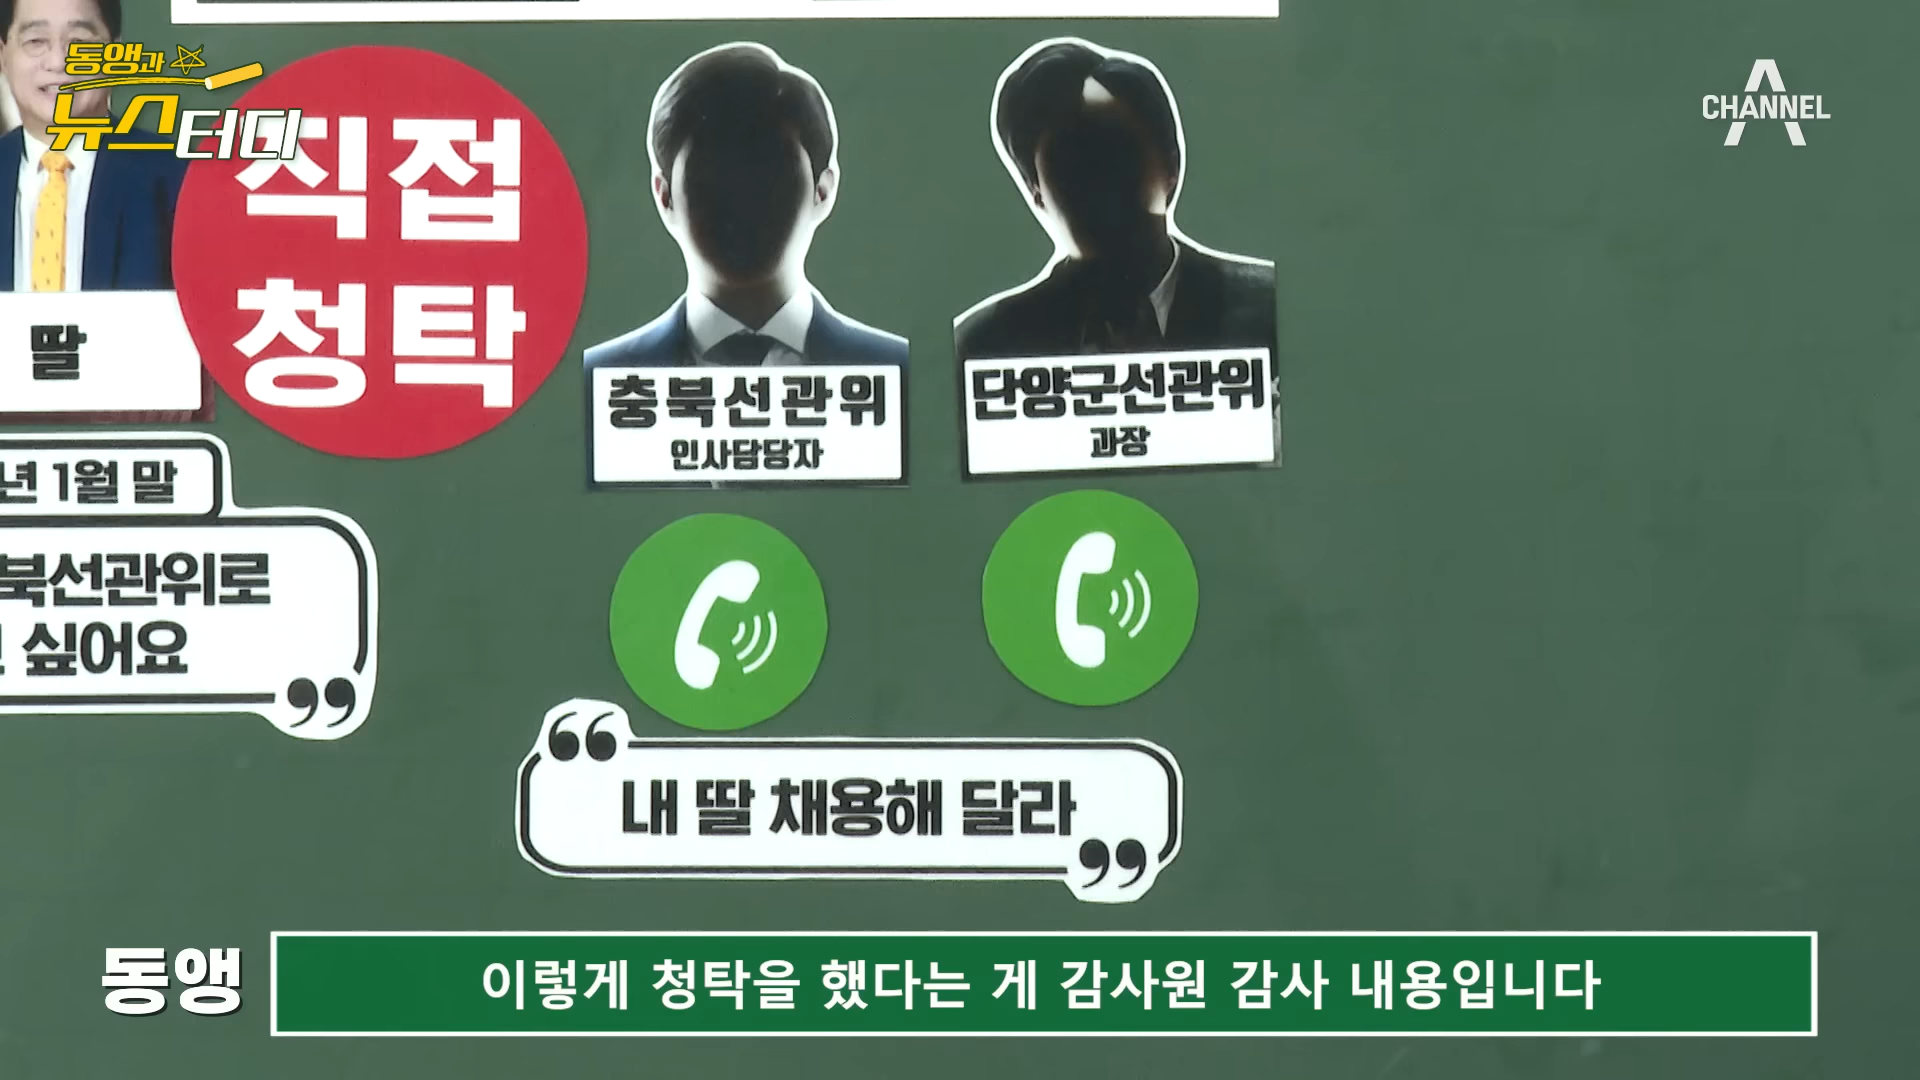 동앵과
뉴스터디
CHANNEL A
직접
청탁
딸
충북선관위
인사담당자
단양군선관위
과장
년 1월 말
북선관위로
싶어요
내 딸 채용해 달라
동앵
이렇게 청탁을 했다는 게 감사원 감사 내용입니다